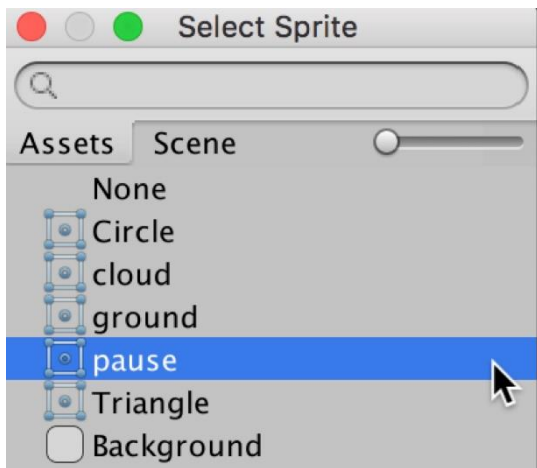 Select Sprite
Assets Scene
None
Circle
cloud
ground
pause
Triangle
Background